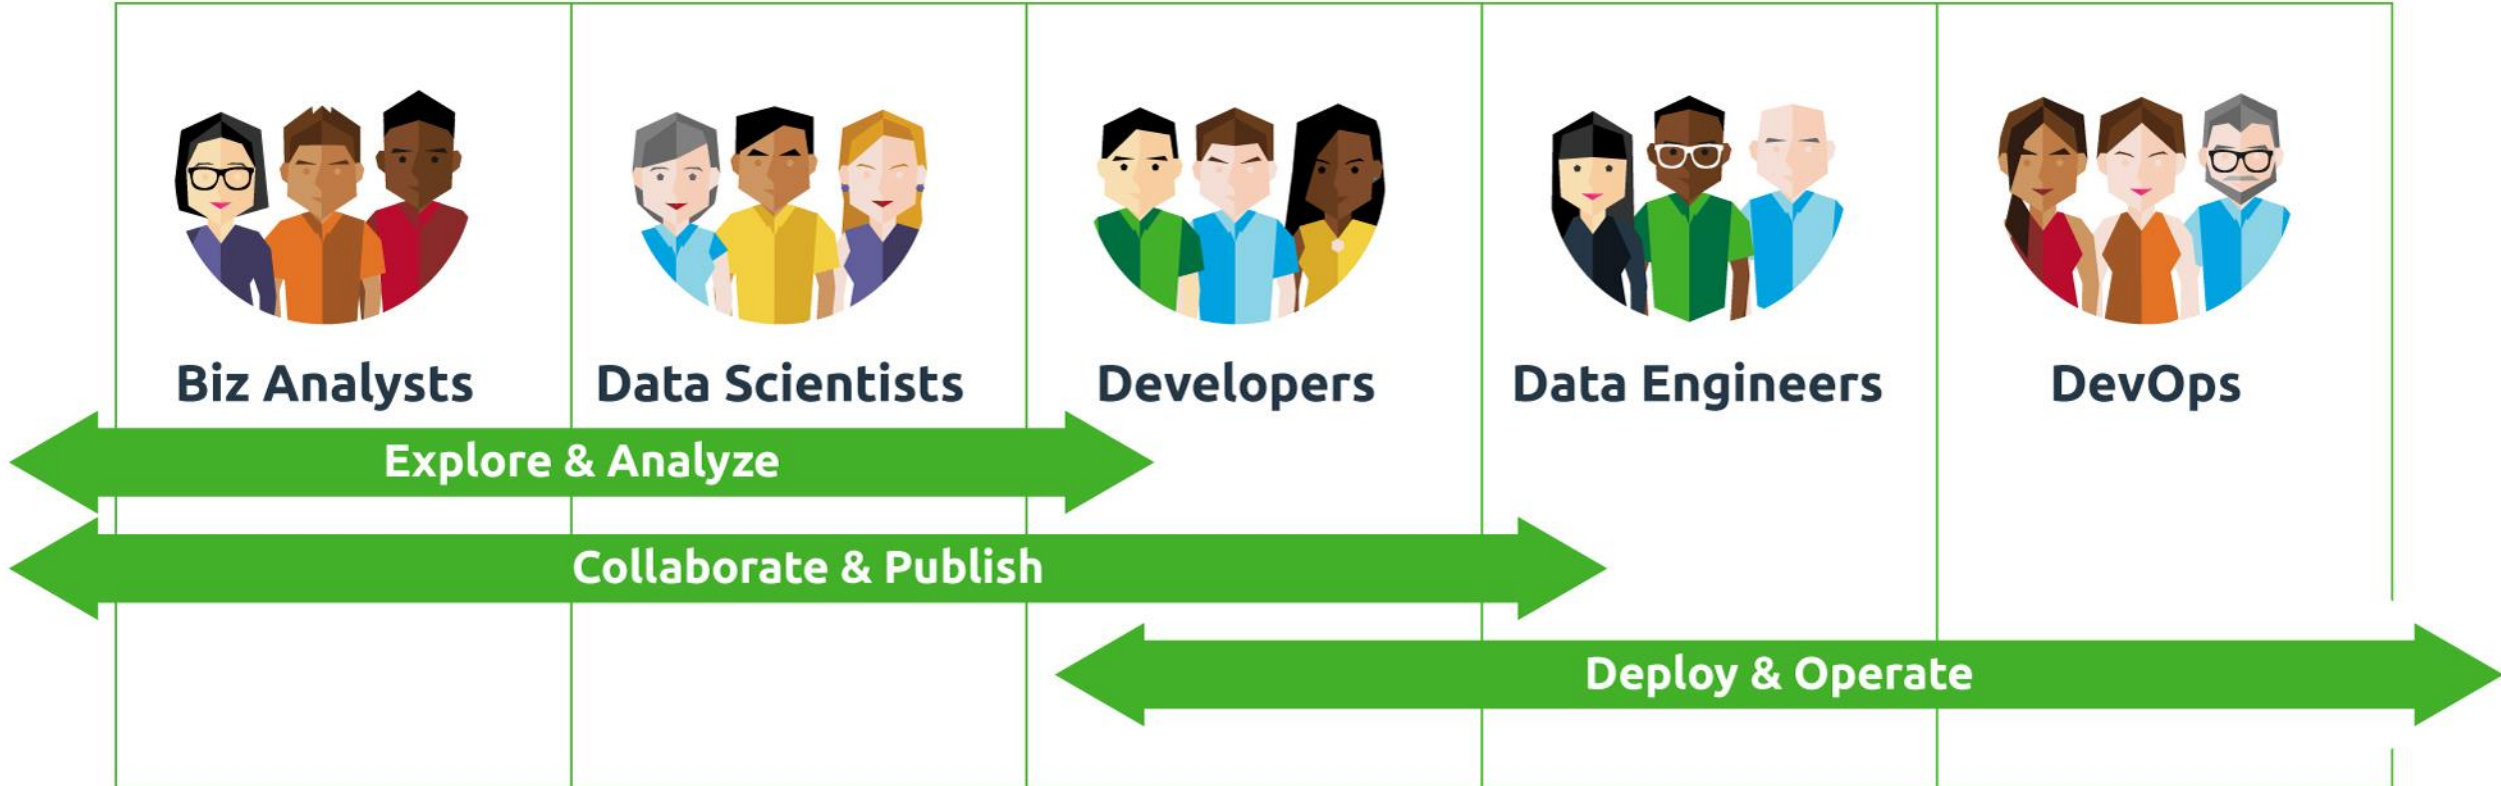 Biz Analysts
Data Scientists
Developers
Data Engineers
DevOps
Explore & Analyze
Collaborate & Publish
Deploy & Operate